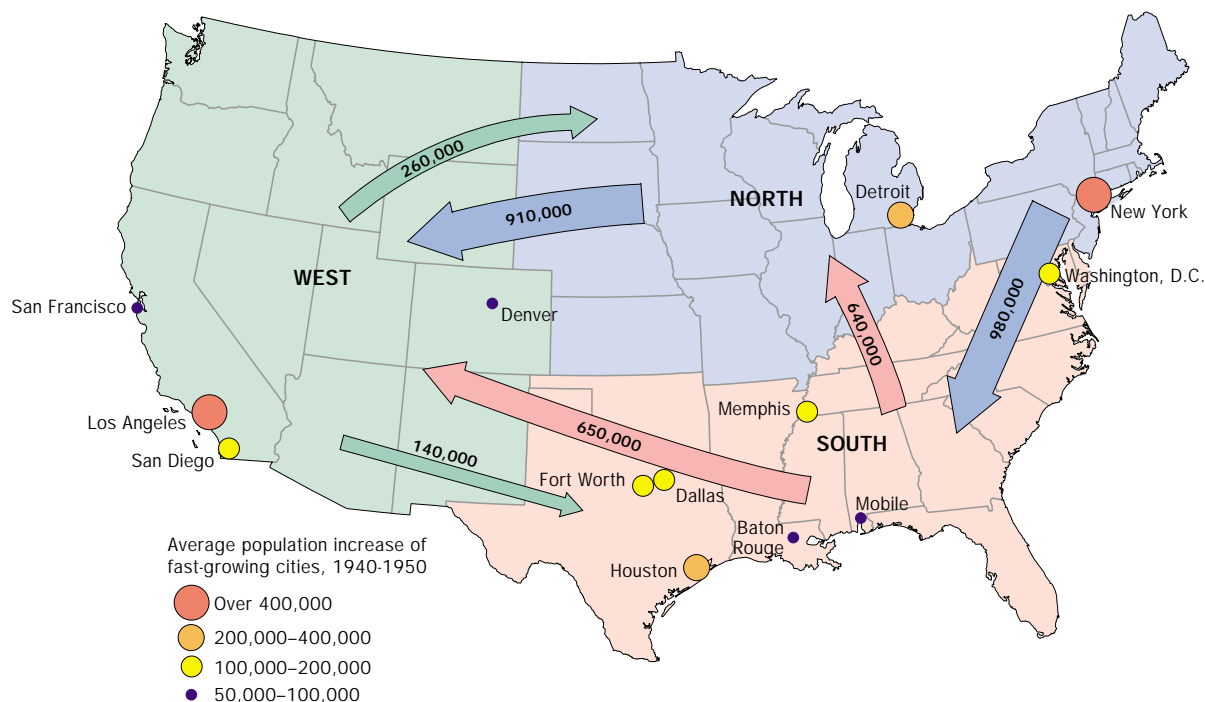 260,000
910,000
NORTH
Detroit
New York
WEST
Washington, D.C.
980,000
San Francisco
Denver
640,000
Los Angeles
San Diego
650,000
140,000
Memphis
SOUTH
Fort Worth
Dallas
Mobile
Baton
Rouge
Houston
Average population increase of
fast-growing cities, 1940-1950
Over 400,000
200,000–400,000
100,000–200,000
50,000–100,000